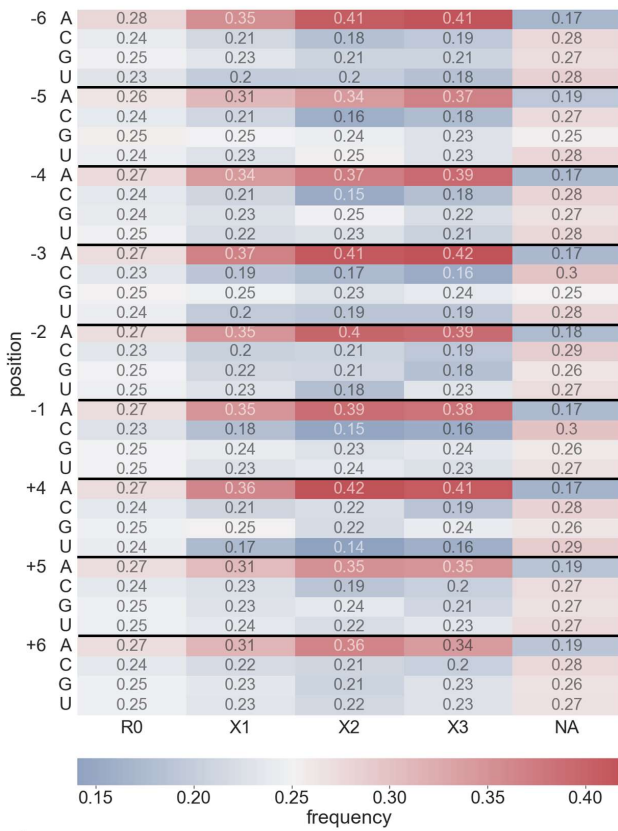 -6 A 0.28 0.35 0.41 0.41 0.17
C 0.24 0.21 0.18 0.19 0.28
G 0.25 0.23 0.21 0.21 0.27
U 0.23 0.2 0.2 0.18 0.28
-5 A 0.26 0.31 0.34 0.37 0.19
C 0.24 0.21 0.16 0.18 0.27
G 0.25 0.25 0.24 0.23 0.25
U 0.24 0.23 0.25 0.23 0.28
-4 A 0.27 0.34 0.37 0.39 0.17
C 0.24 0.21 0.15 0.18 0.28
G 0.24 0.23 0.25 0.22 0.27
U 0.25 0.22 0.23 0.21 0.28
-3 A 0.27 0.37 0.41 0.42 0.17
C 0.23 0.19 0.17 0.16 0.3
G 0.25 0.25 0.23 0.24 0.25
U 0.24 0.2 0.19 0.19 0.28
-2 A 0.27 0.35 0.4 0.39 0.18
C 0.23 0.2 0.21 0.19 0.29
G 0.25 0.22 0.21 0.18 0.26
U 0.25 0.23 0.18 0.23 0.27
-1 A 0.27 0.35 0.39 0.38 0.17
C 0.23 0.18 0.15 0.16 0.3
G 0.25 0.24 0.23 0.24 0.26
U 0.25 0.23 0.24 0.23 0.27
+4 A 0.27 0.36 0.42 0.41 0.17
C 0.24 0.21 0.22 0.19 0.28
G 0.25 0.25 0.22 0.24 0.26
U 0.24 0.17 0.14 0.16 0.29
+5 A 0.27 0.31 0.35 0.35 0.19
C 0.24 0.23 0.19 0.2 0.27
G 0.25 0.23 0.24 0.21 0.27
U 0.25 0.24 0.22 0.23 0.27
+6 A 0.27 0.31 0.36 0.34 0.19
C 0.24 0.22 0.21 0.2 0.28
G 0.25 0.23 0.21 0.23 0.26
U 0.25 0.23 0.22 0.23 0.27
position
R0 X1 X2 X3 NA
0.15 0.20 0.25 0.30 0.35 0.40
frequency